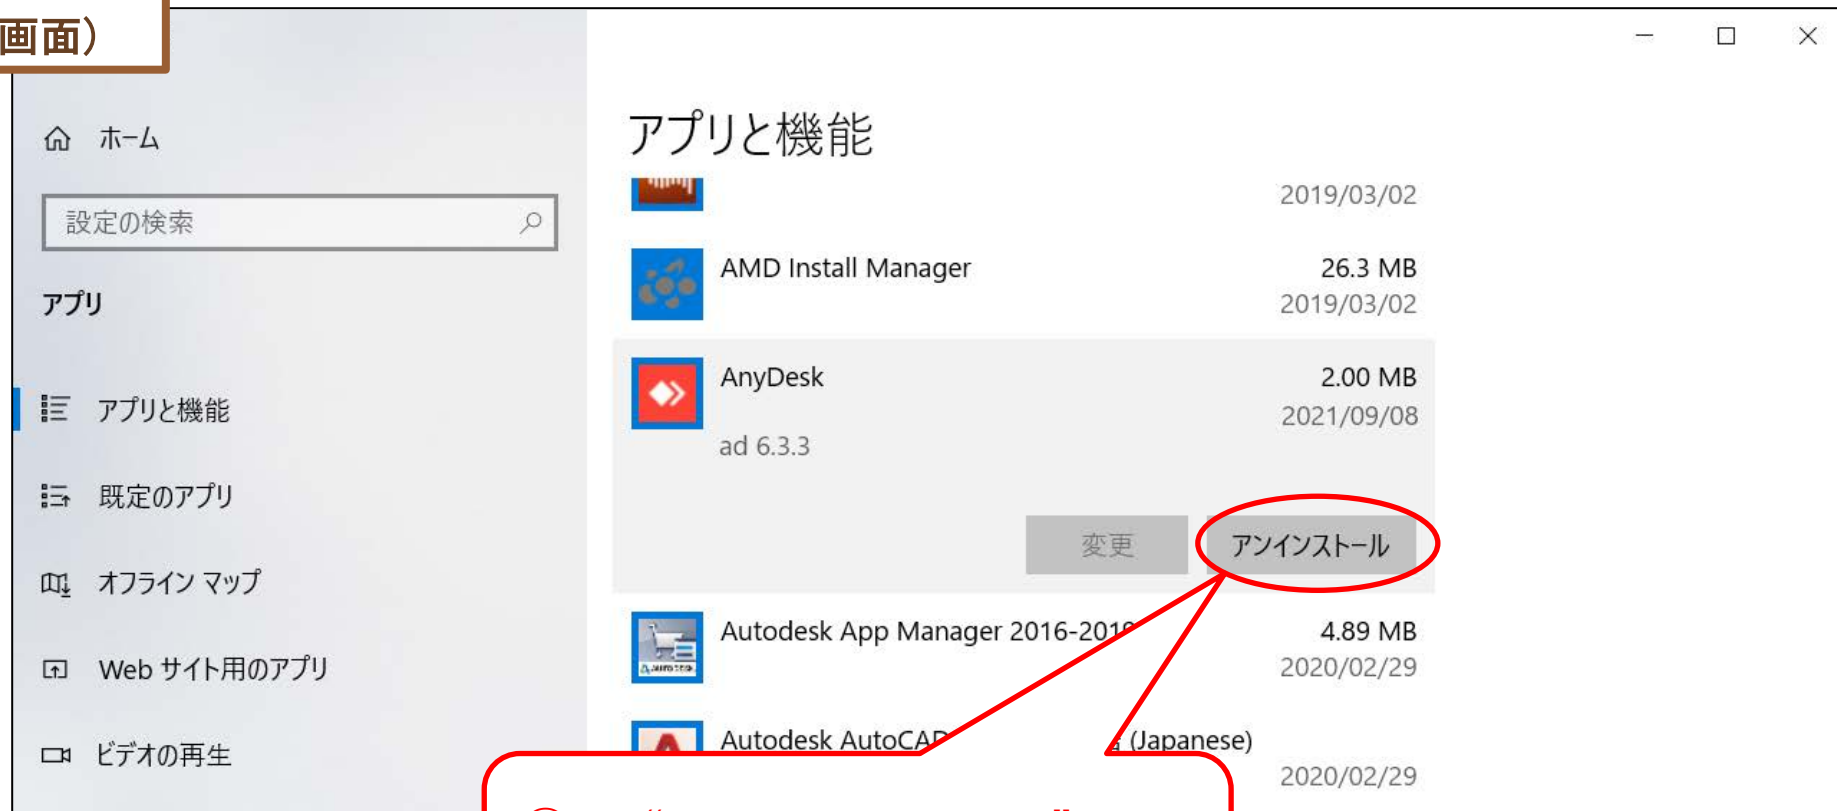 画面）
ホーム
設定の検索
アプリ
アプリと機能
既定のアプリ
オフライン マップ
Web サイト用のアプリ
ビデオの再生
アプリと機能
2019/03/02
AMD Install Manager
26.3 MB
2019/03/02
AnyDesk
2.00 MB
2021/09/08
ad 6.3.3
変更
アンインストール
Autodesk App Manager 2016-2019
4.89 MB
2020/02/29
Autodesk AutoCAD
(Japanese)
2020/02/29